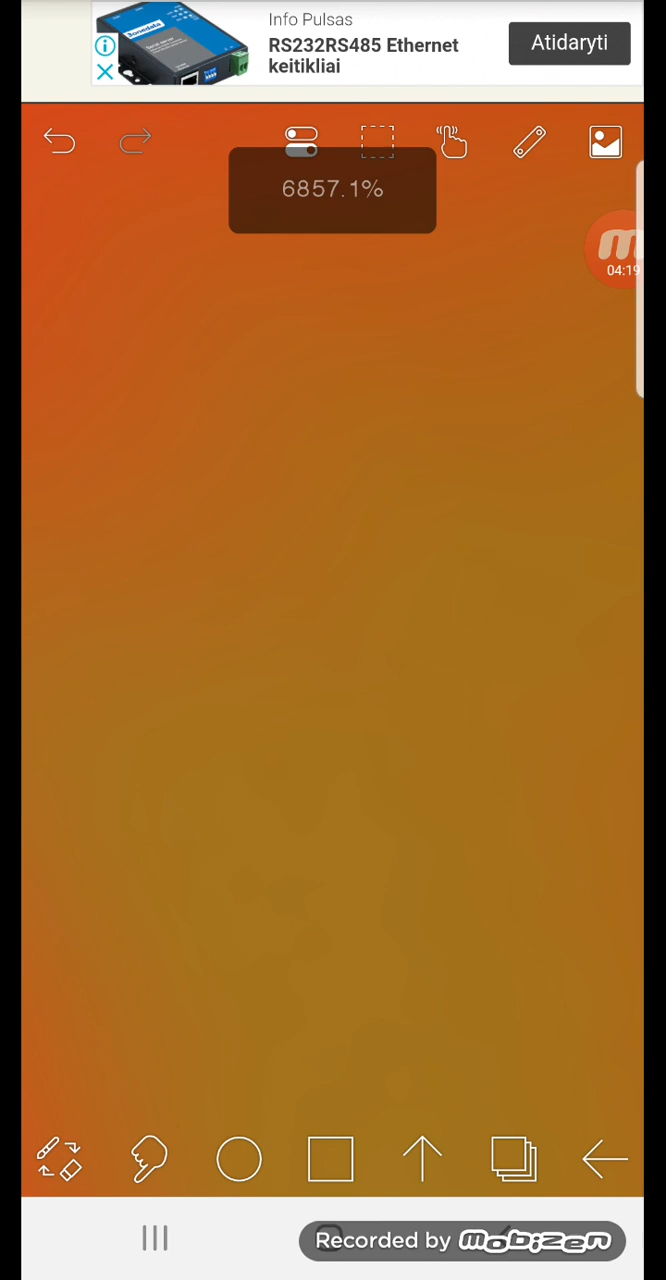 Info Pulsas
RS232RS485 Ethernet
keitikliai
Atidaryti
6857.1%
04:19
Recorded by mobizen